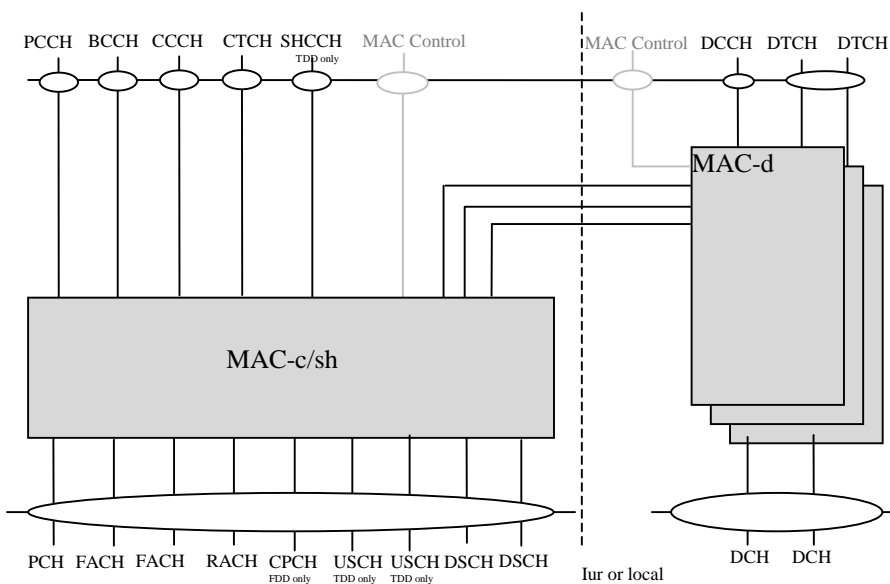 PCCH BCCH CCCH CTCH SHCCH MAC Control MAC Control DCCH DTCH DTCH
TDD only
MAC-d
MAC-c/sh
PCH FACH FACH RACH CPCH USCH USCH DSCH DSCH DCH DCH
FDD only TDD only TDD only
Iur or local